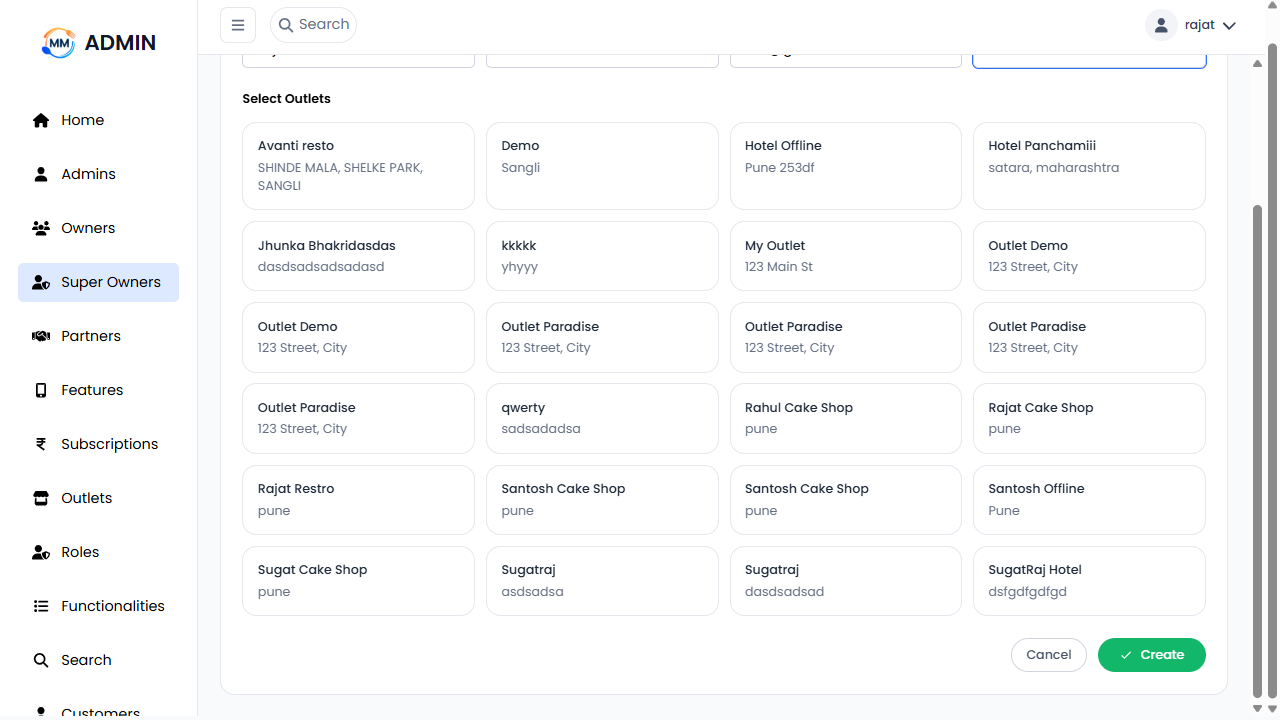 MM ADMIN
Search
rajat
Home
Admins
Owners
Super Owners
Partners
Features
Subscriptions
Outlets
Roles
Functionalities
Search
Customers
Select Outlets
Avanti resto
SHINDE MALA, SHELKE PARK,
SANGLI
Demo
Sangli
Hotel Offline
Pune 253df
Hotel Panchamiii
satara, maharashtra
Jhunka Bhakridasdas
dasdsadsadsadasd
kkkkk
yhyyy
My Outlet
123 Main St
Outlet Demo
123 Street, City
Outlet Demo
123 Street, City
Outlet Paradise
123 Street, City
Outlet Paradise
123 Street, City
Outlet Paradise
123 Street, City
Outlet Paradise
123 Street, City
qwerty
sadsadadsa
Rahul Cake Shop
pune
Rajat Cake Shop
pune
Rajat Restro
pune
Santosh Cake Shop
pune
Santosh Cake Shop
pune
Santosh Offline
Pune
Sugat Cake Shop
pune
Sugatraj
asdsadsa
Sugatraj
dasdsadsad
SugatRaj Hotel
dsfgdfgdfgd
Cancel
Create